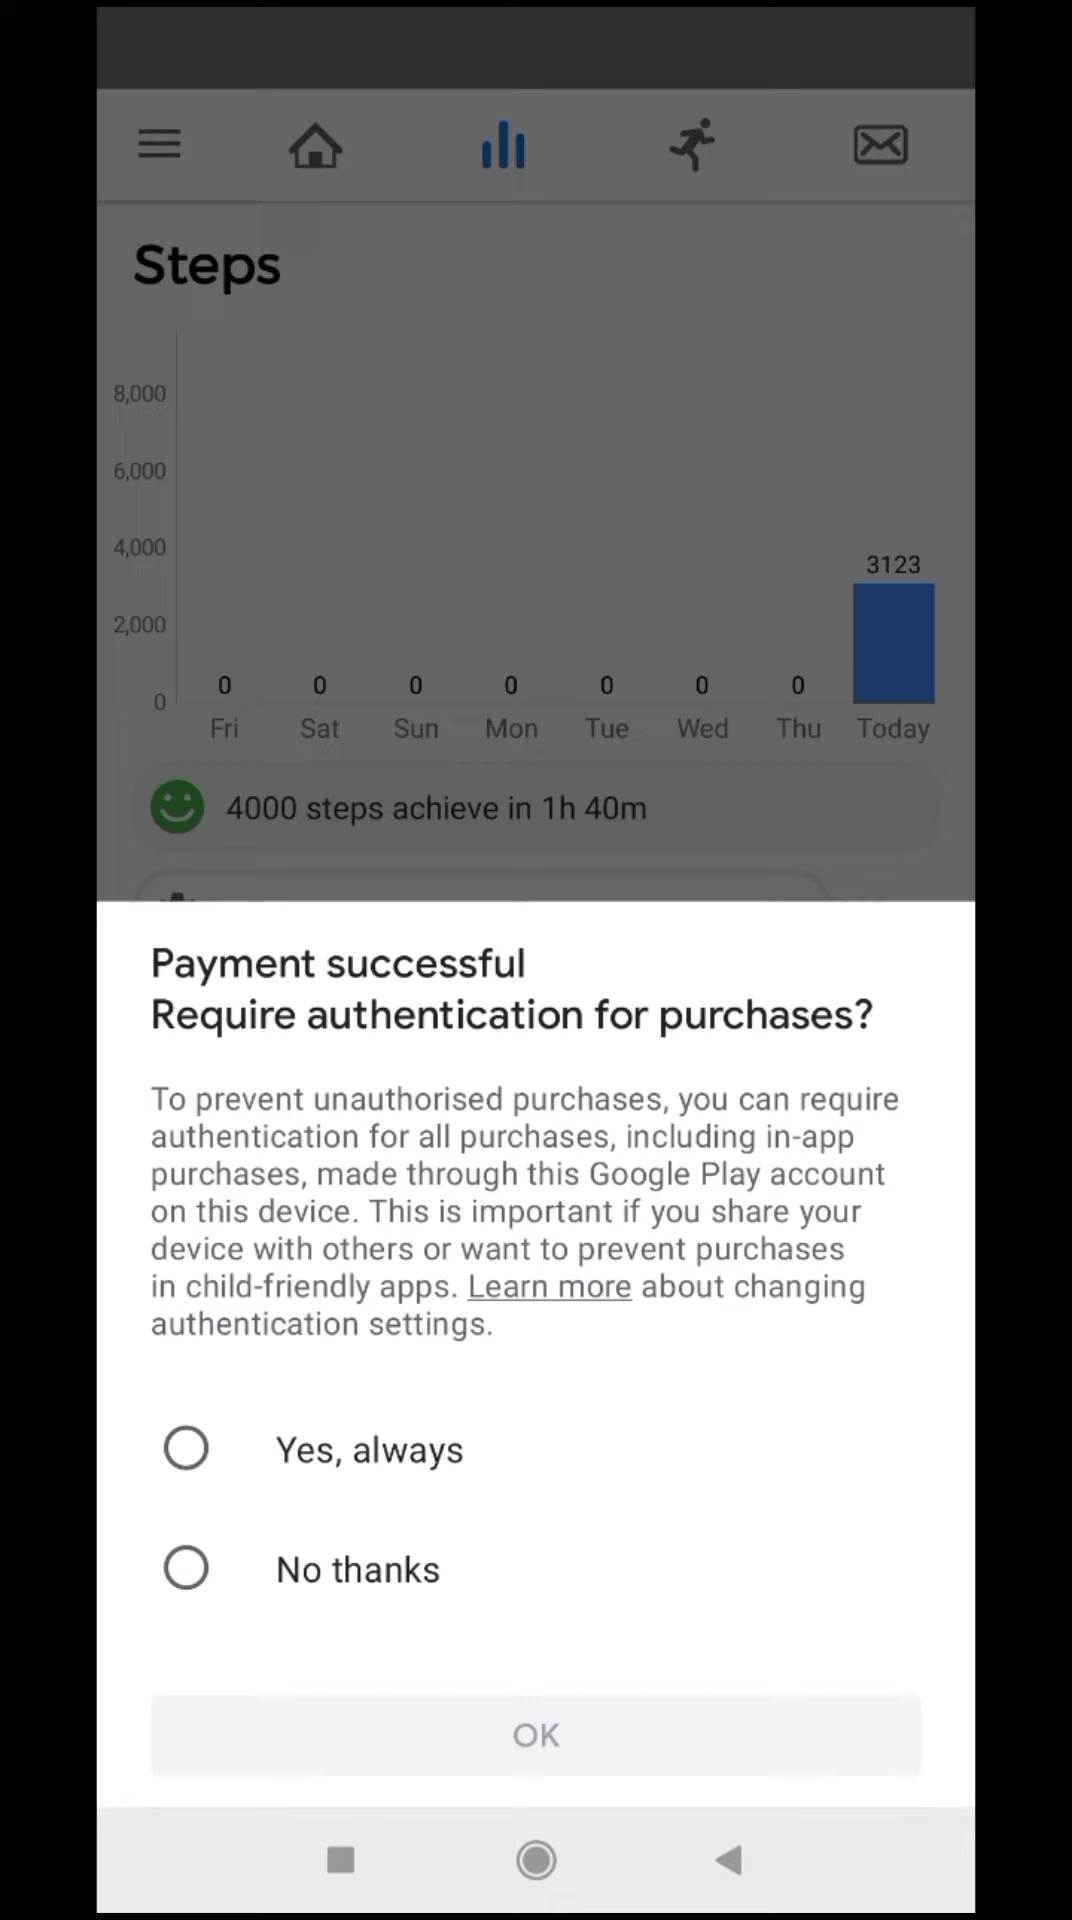 Steps
8,000
6,000
4,000
2,000
0
3123
0 0 0 0 0 0 0
Fri Sat Sun Mon Tue Wed Thu Today
4000 steps achieve in 1h 40m
Payment successful
Require authentication for purchases?
To prevent unauthorised purchases, you can require
authentication for all purchases, including in-app
purchases, made through this Google Play account
on this device. This is important if you share your
device with others or want to prevent purchases
in child-friendly apps. Learn more about changing
authentication settings.
Yes, always
No thanks
OK